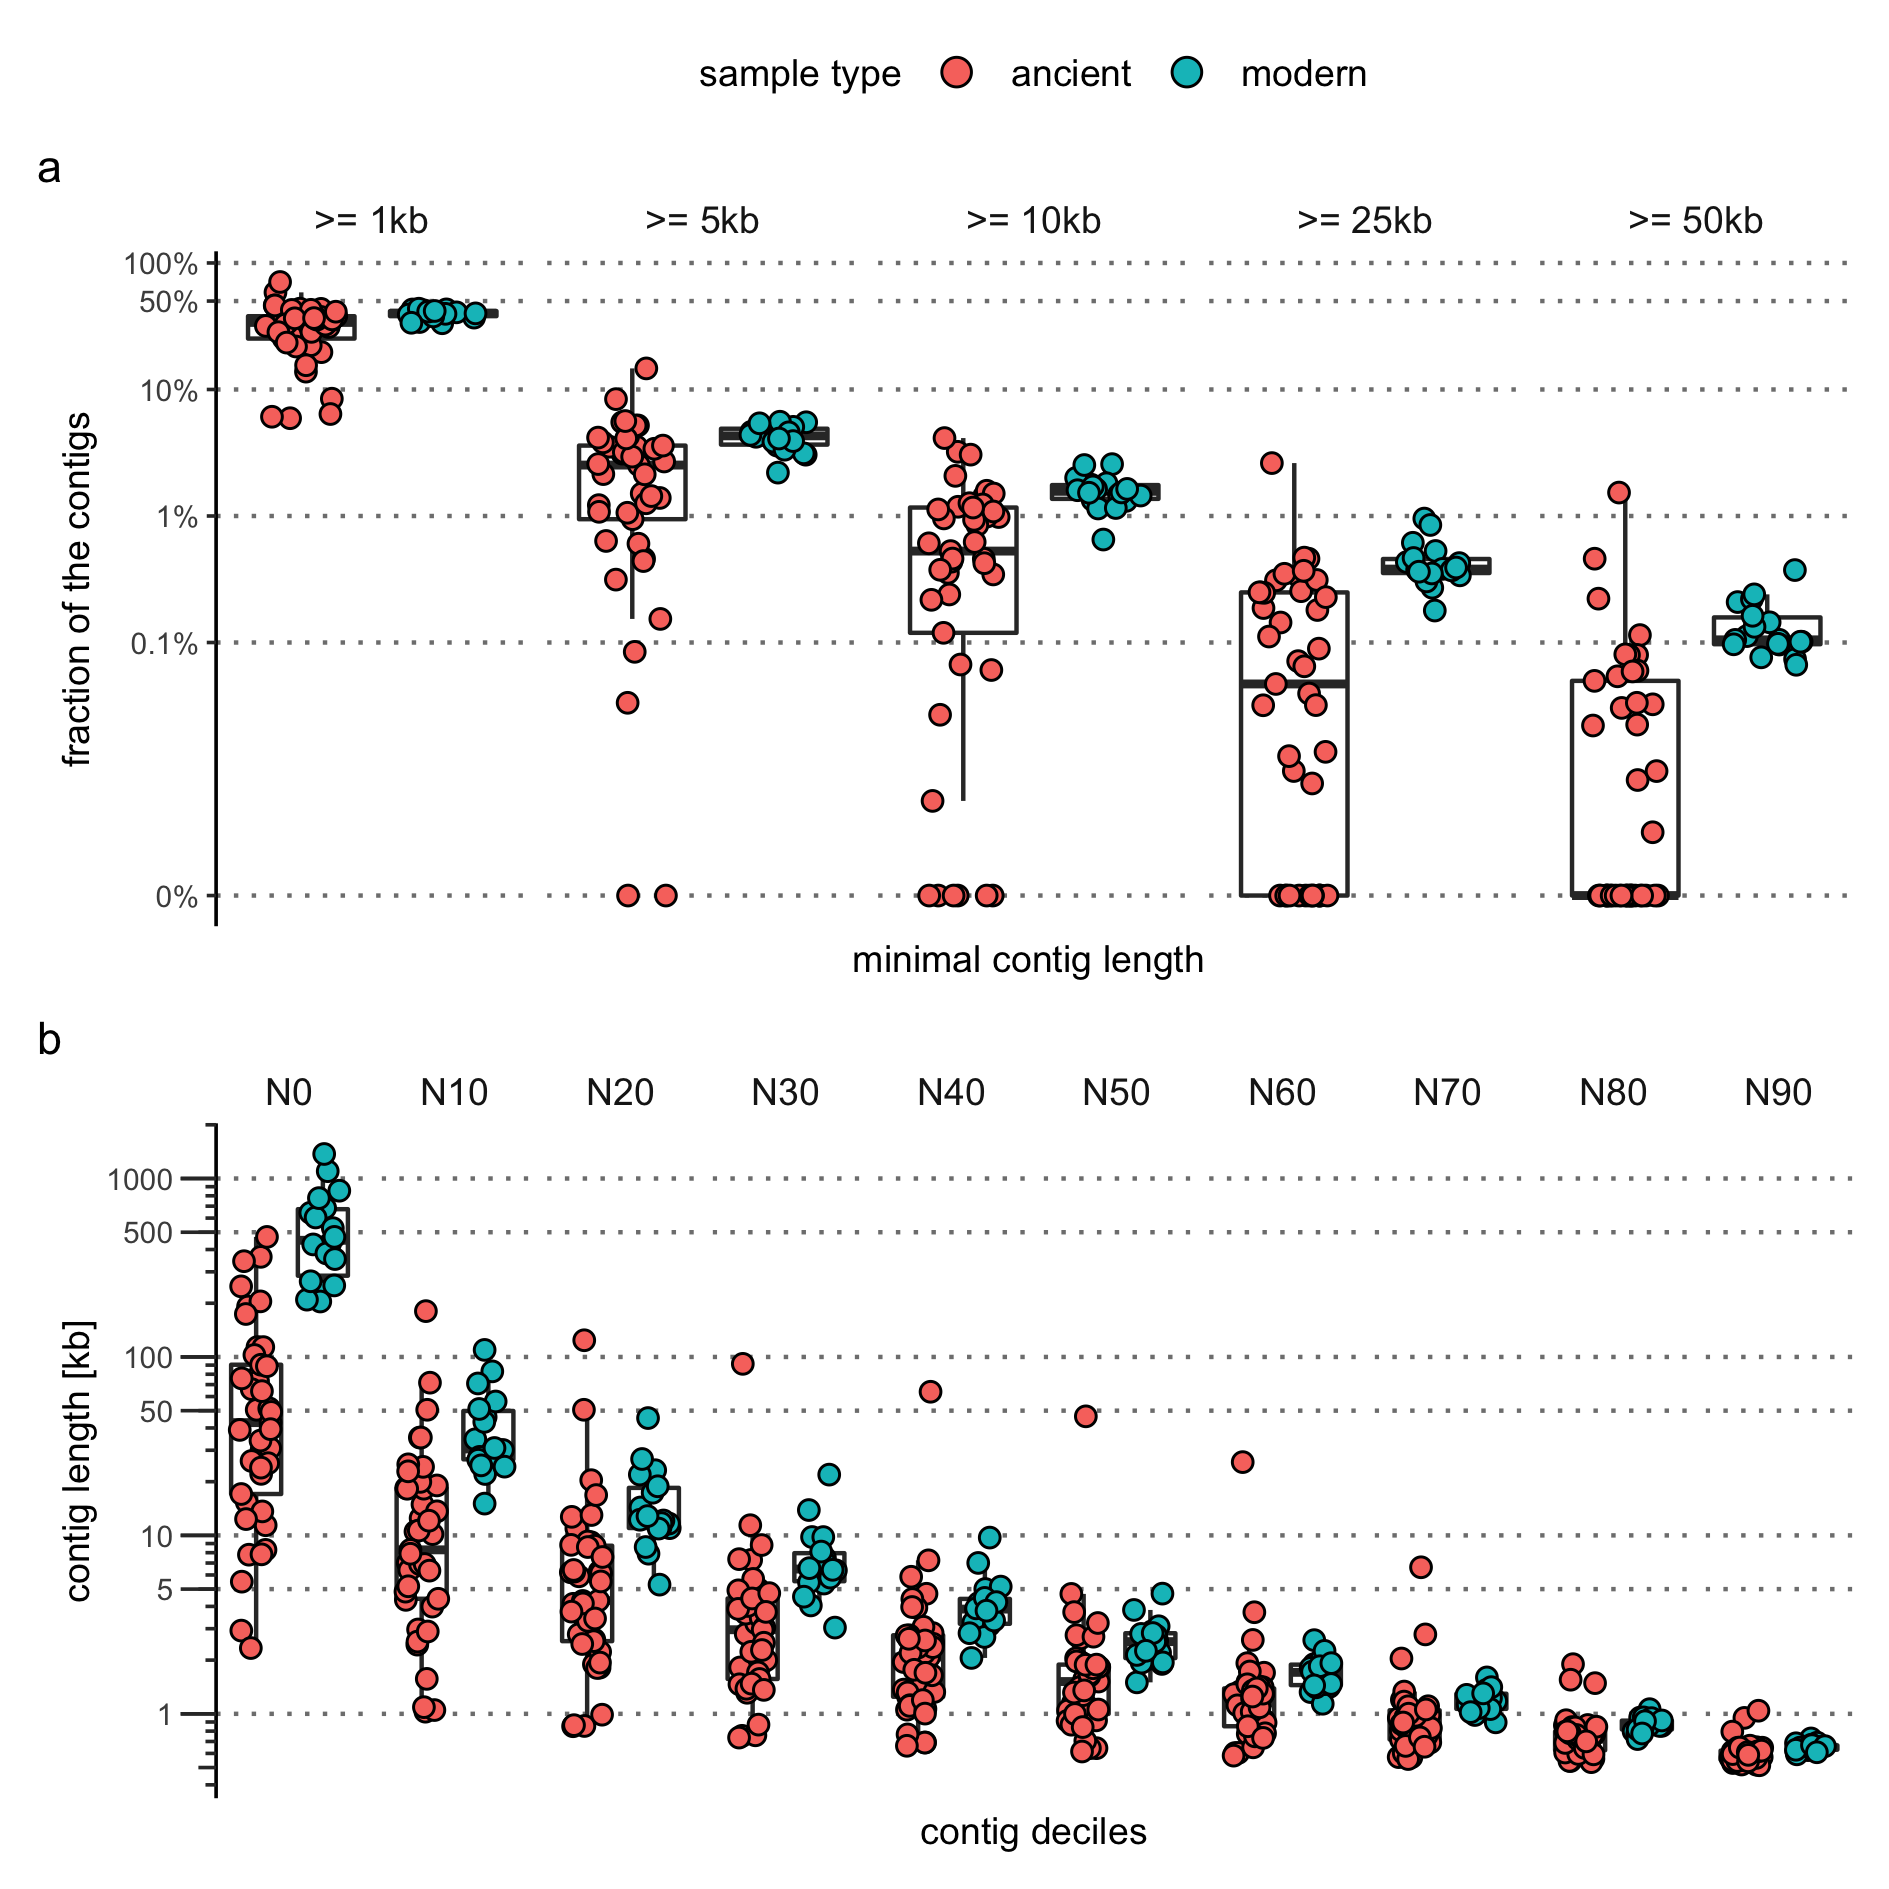 sample type ancient modern
a
>= 1kb >= 5kb >= 10kb >= 25kb >= 50kb
100%
50%
10%
1%
0.1%
0%
fraction of the contigs
minimal contig length
b
N0 N10 N20 N30 N40 N50 N60 N70 N80 N90
1000
500
100
50
10
5
1
contig length [kb]
contig deciles